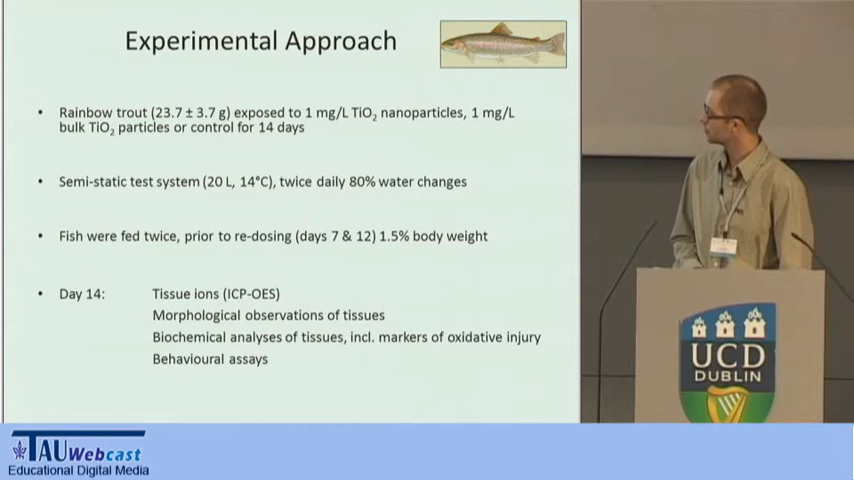 Experimental Approach
• Rainbow trout (23.7 ± 3.7 g) exposed to 1 mg/L TiO₂ nanoparticles, 1 mg/L
bulk TiO₂ particles or control for 14 days
• Semi-static test system (20 L, 14°C), twice daily 80% water changes
• Fish were fed twice, prior to re-dosing (days 7 & 12) 1.5% body weight
• Day 14: Tissue ions (ICP-OES)
Morphological observations of tissues
Biochemical analyses of tissues, incl. markers of oxidative injury
Behavioural assays
UCD
DUBLIN
TAU Webcast
Educational Digital Media